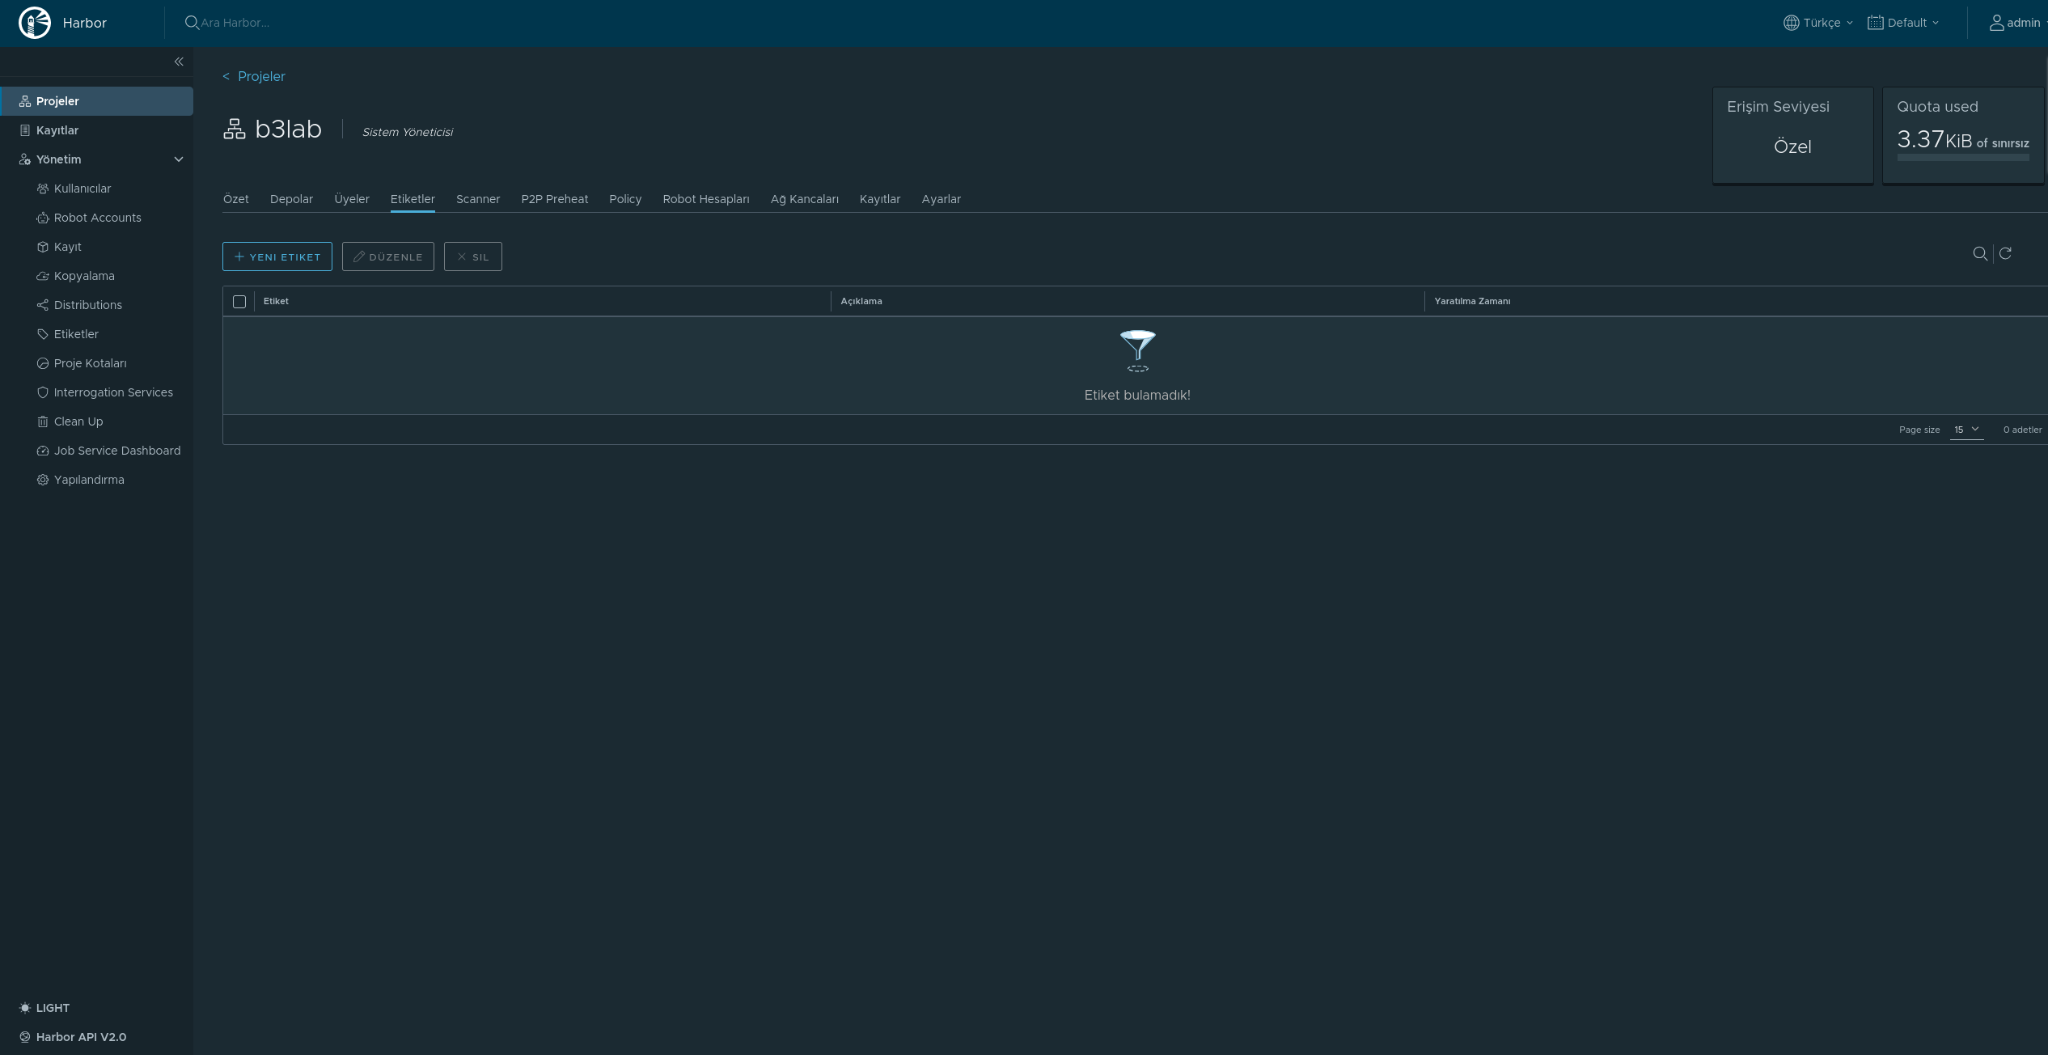 Harbor
Ara Harbor...
Türkçe
Default
admin
Projeler
Kayıtlar
Yönetim
Kullanıcılar
Robot Accounts
Kayıt
Kopyalama
Distributions
Etiketler
Proje Kotaları
Interrogation Services
Clean Up
Job Service Dashboard
Yapılandırma
LIGHT
Harbor API V2.0
< Projeler
b3lab
Sistem Yöneticisi
Erişim Seviyesi
Özel
Quota used
3.37KiB of sınırsız
Özet Depolar Üyeler Etiketler Scanner P2P Preheat Policy Robot Hesapları Ağ Kancaları Kayıtlar Ayarlar
YENI ETIKET
DÜZENLE
SIL
Etiket Açıklama Yaratılma Zamanı
Etiket bulamadık!
Page size 15 0 adetler